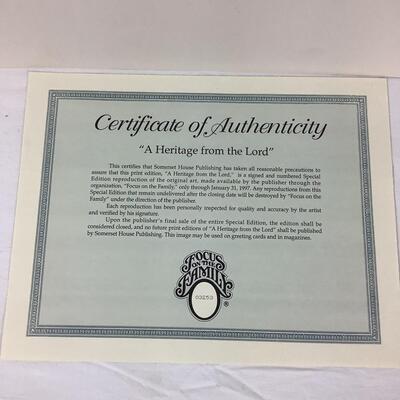 Certificate of Authenticity
"A Heritage from the Lord"
This certifies that Somerset House Publishing has taken all reasonable precautions to
assure that this print edition, "A Heritage from the Lord," is a signed and numbered Special
Edition reproduction of the original art, made available by the publisher through the
organization, "Focus on the Family," only through January 31, 1997. Any reproductions from this
Special Edition that remain undelivered after the closing date will be destroyed by "Focus on the
Family" under the direction of the publisher.
Each reproduction has been personally inspected for quality and accuracy by the artist
and verified by his signature.
Upon the publisher's final sale of the entire Special Edition, the edition shall be
considered closed, and no future print editions of "A Heritage from the Lord" shall be published
by Somerset House Publishing. This image may be used on greeting cards and in magazines.
FOCUS
ON THE
FAMILY
03253
®